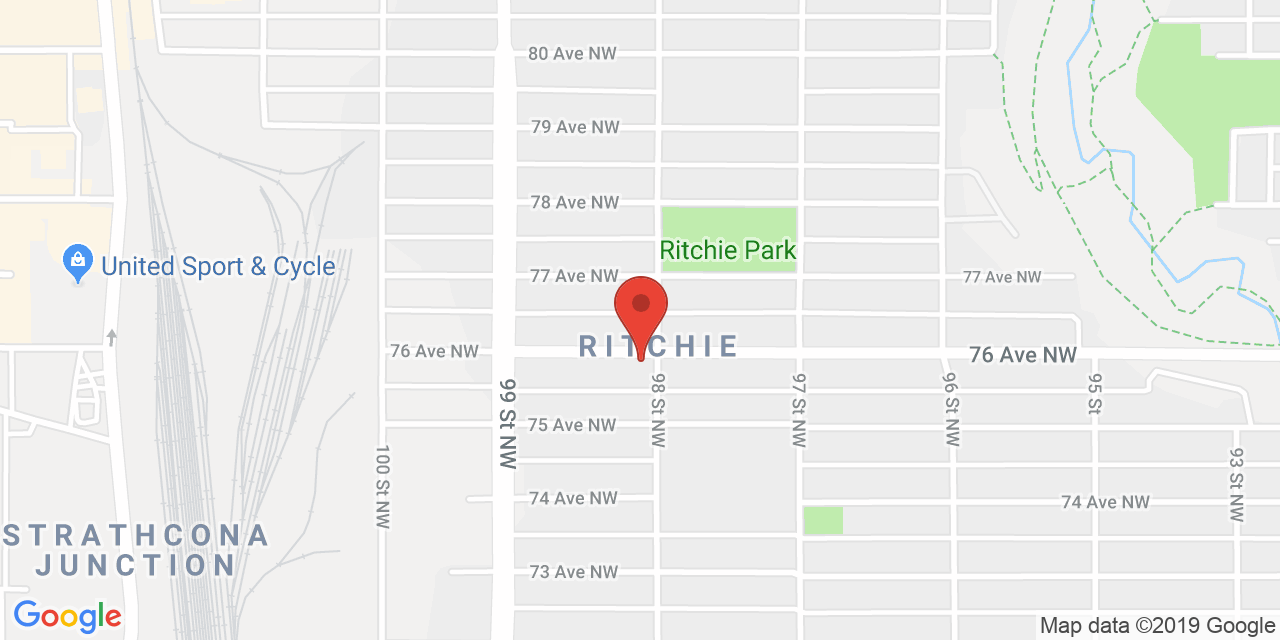 80 Ave NW
79 Ave NW
78 Ave NW
Ritchie Park
United Sport & Cycle
77 Ave NW
77 Ave NW
RITCHIE
76 Ave NW
76 Ave NW
99 St NW
98 St NW
97 St NW
96 St NW
95 St
75 Ave NW
100 St NW
93 St NW
74 Ave NW
74 Ave NW
STRATHCONA
JUNCTION
73 Ave NW
Google
Map data ©2019 Google